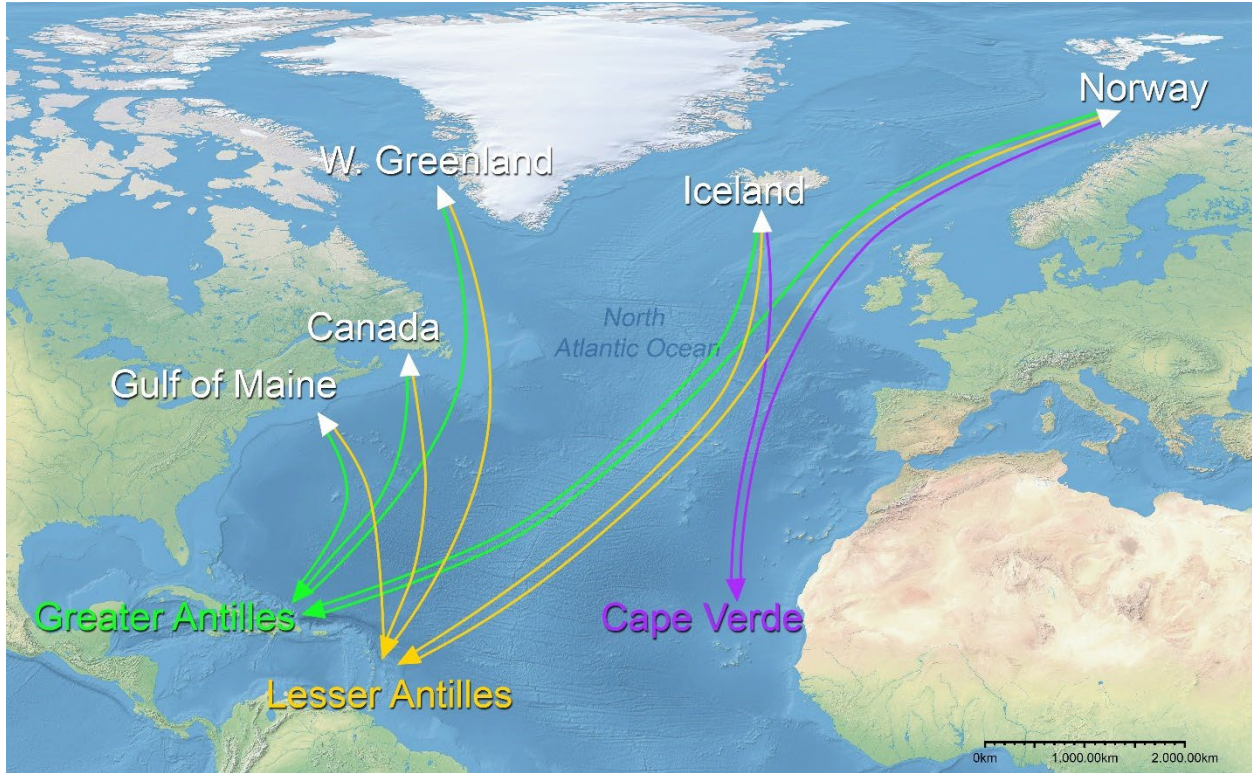 Norway
W. Greenland
Iceland
North
Atlantic Ocean
Canada
Gulf of Maine
Greater Antilles
Cape Verde
Lesser Antilles
0km 1,000.00km 2,000.00km